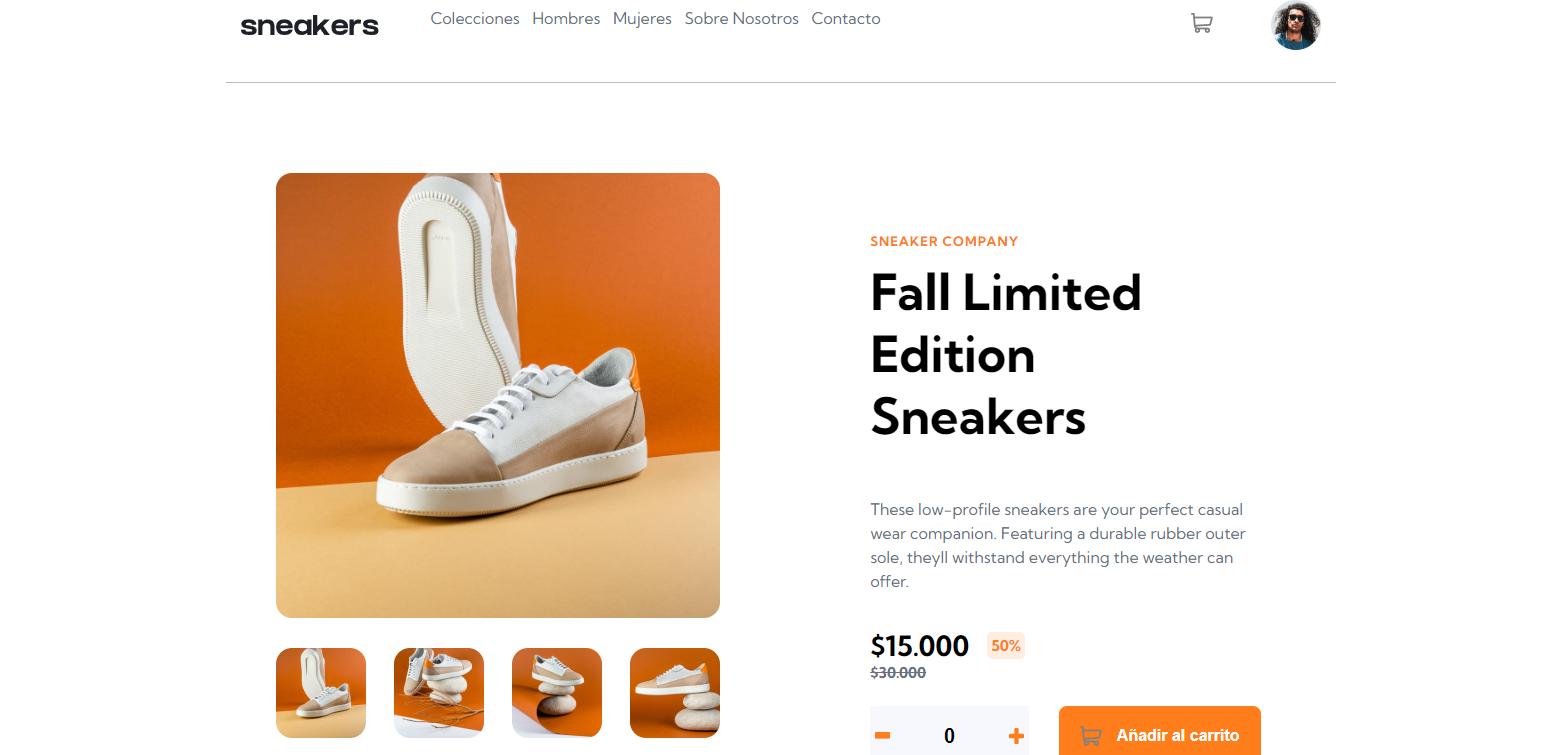 sneakers
Colecciones Hombres Mujeres Sobre Nosotros Contacto
SNEAKER COMPANY
Fall Limited
Edition
Sneakers
These low-profile sneakers are your perfect casual
wear companion. Featuring a durable rubber outer
sole, theyll withstand everything the weather can
offer.
$15.000 50%
$30.000
0
Añadir al carrito